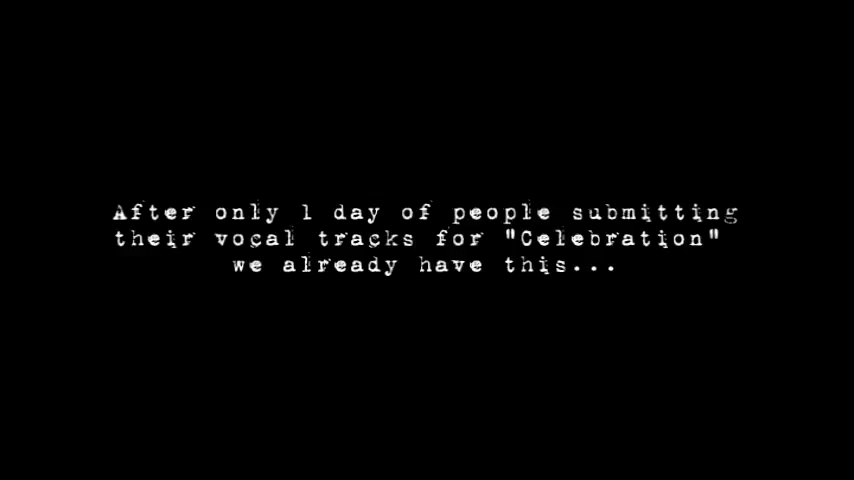 After only 1 day of people submitting
their vocal tracks for "Celebration"
we already have this...